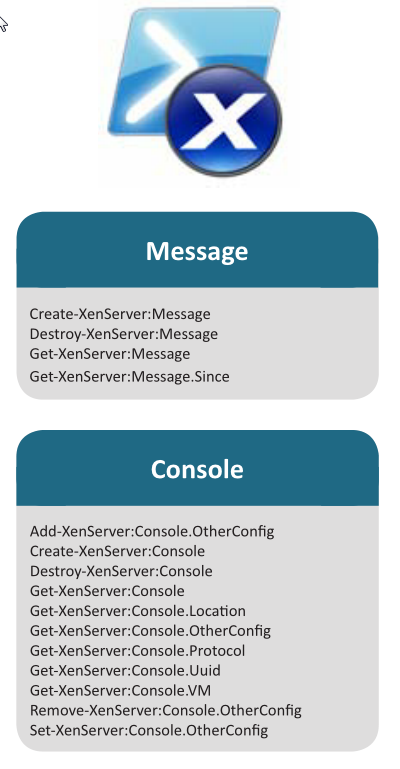 X
Message
Create-XenServer:Message
Destroy-XenServer:Message
Get-XenServer:Message
Get-XenServer:Message.Since
Console
Add-XenServer:Console.OtherConfig
Create-XenServer:Console
Destroy-XenServer:Console
Get-XenServer:Console
Get-XenServer:Console.Location
Get-XenServer:Console.OtherConfig
Get-XenServer:Console.Protocol
Get-XenServer:Console.Uuid
Get-XenServer:Console.VM
Remove-XenServer:Console.OtherConfig
Set-XenServer:Console.OtherConfig